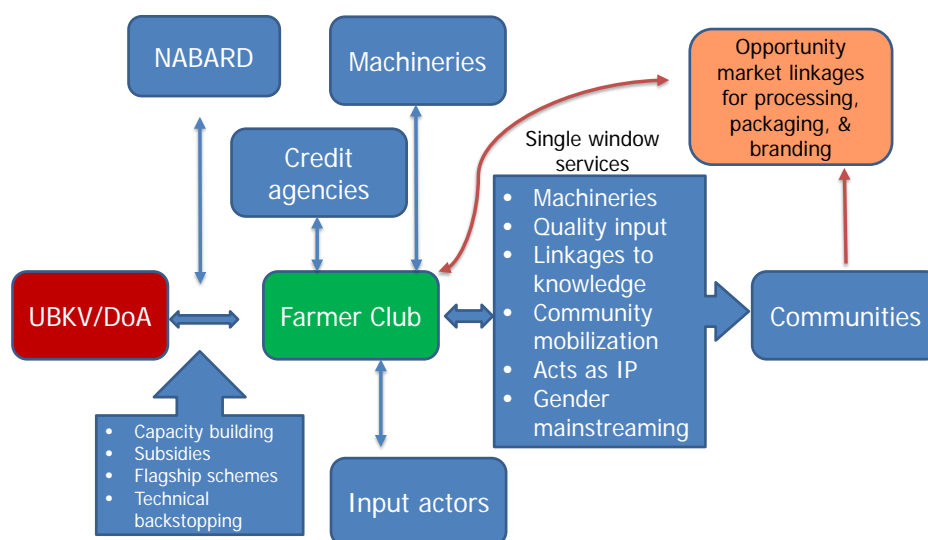 NABARD
Machineries
Opportunity
market linkages
for processing,
packaging, &
branding
Credit
agencies
Single window
services
• Machineries
• Quality input
• Linkages to
knowledge
• Community
mobilization
• Acts as IP
• Gender
mainstreaming
UBKV/DoA
Farmer Club
Communities
• Capacity building
• Subsidies
• Flagship schemes
• Technical
backstopping
Input actors